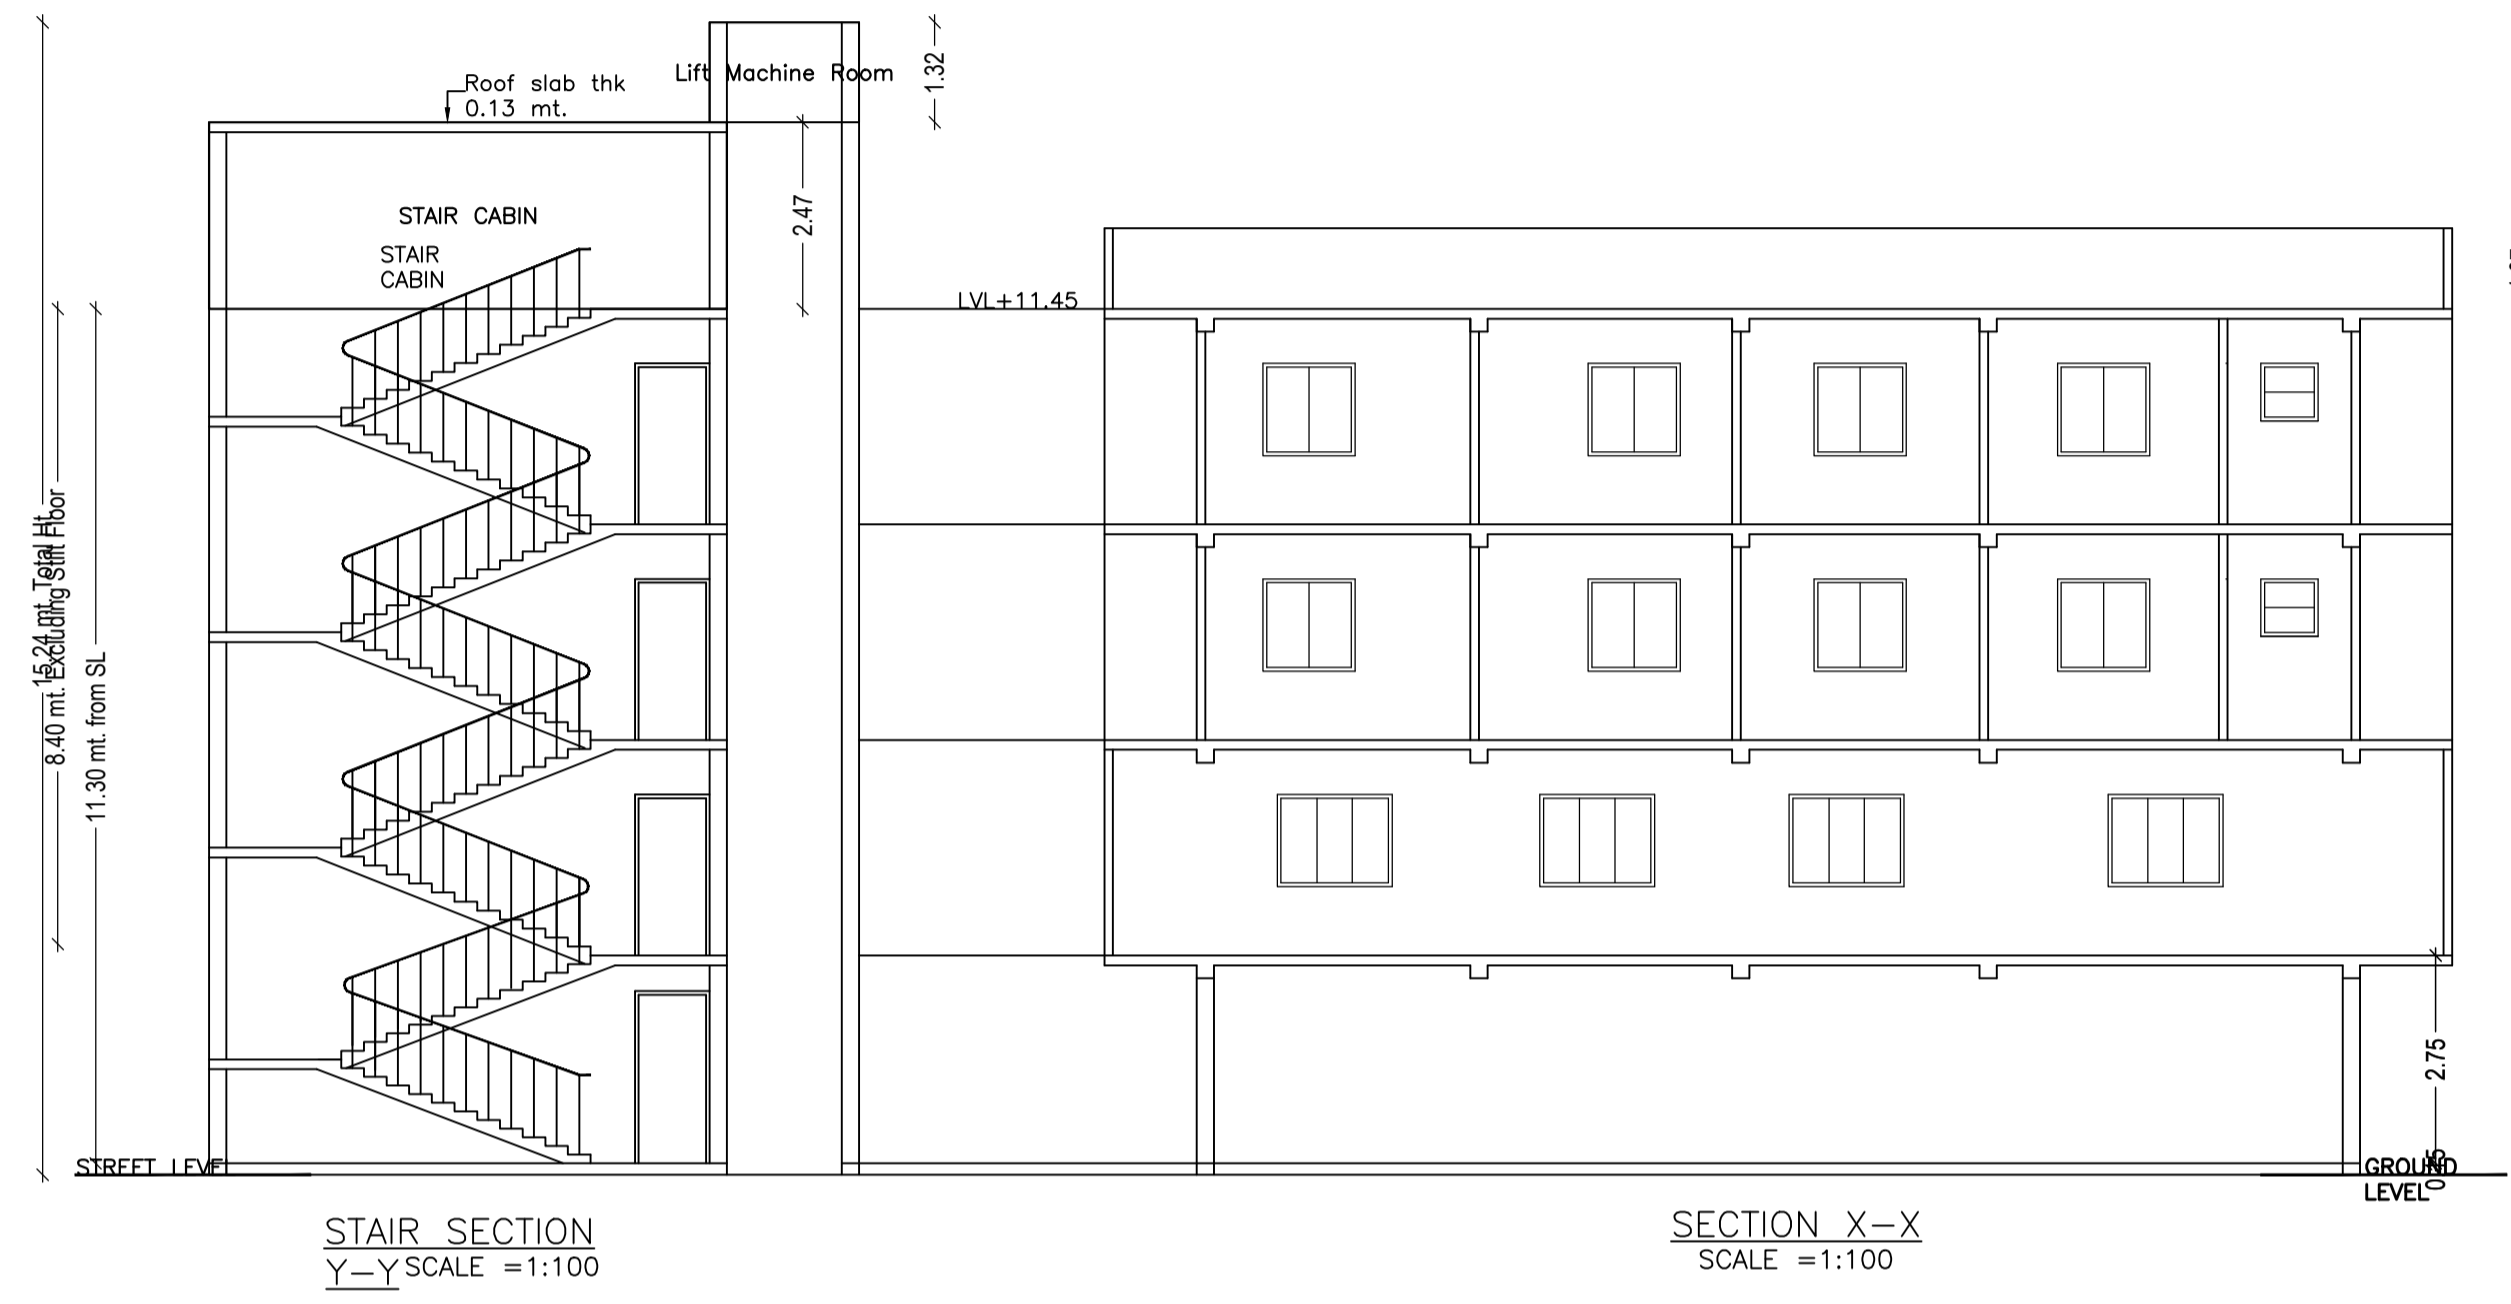 1.32
Lift Machine Room
Roof slab thk
0.13 mt.
STAIR CABIN
2.47
STAIR
CABIN
LVL+11.45
15.24 mt. Total Ht.
8.40 mt. Excluding Stilt Floor
11.30 mt. from SL
2.75
STREET LEVEL
GROUND
LEVEL
STAIR SECTION
Y-Y SCALE =1:100
SECTION X-X
SCALE =1:100